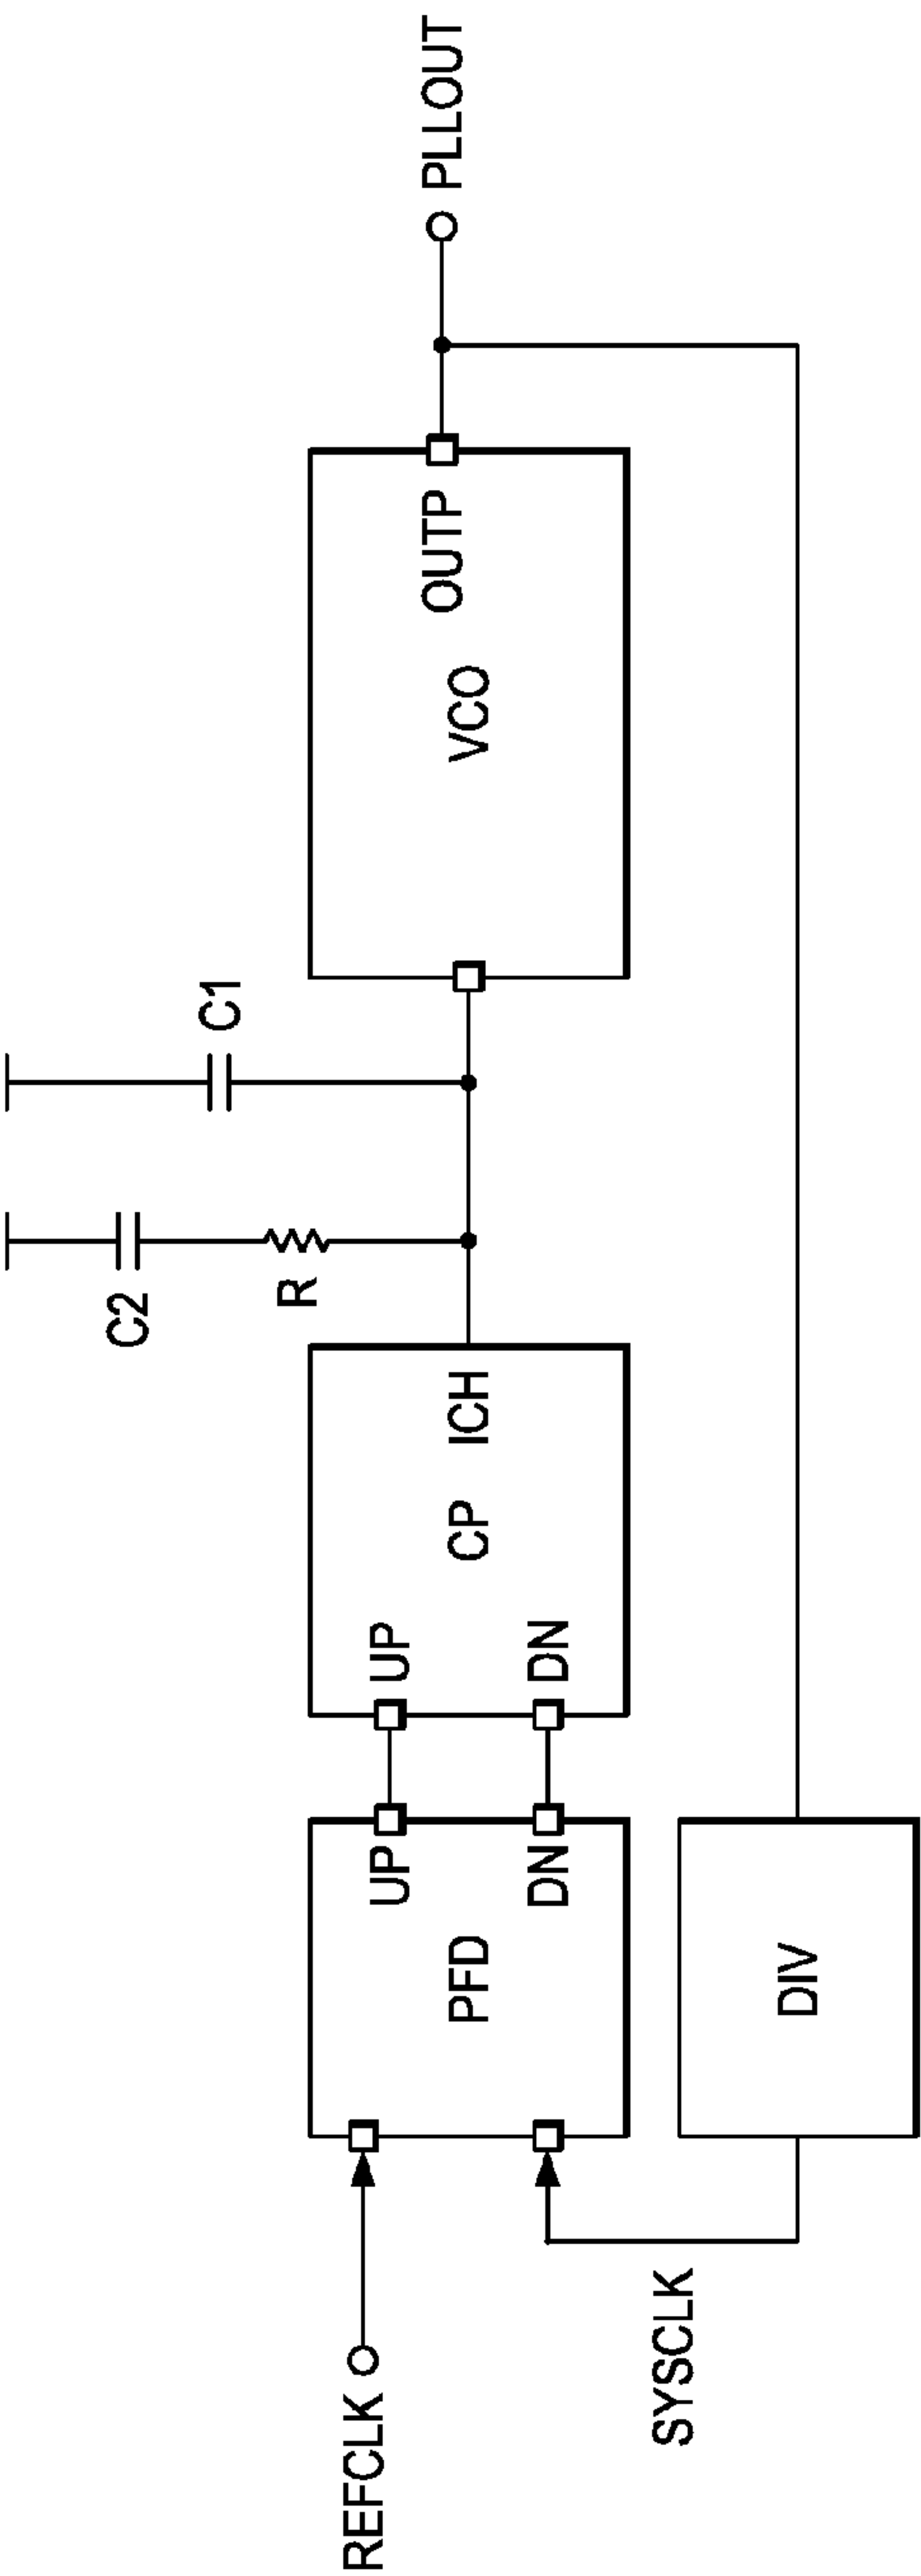 C2
C1
R
REFCLK
UP
UP
PFD
CP
ICH
VCO
OUTP
PLLOUT
DN
DN
SYSCLK
DIV